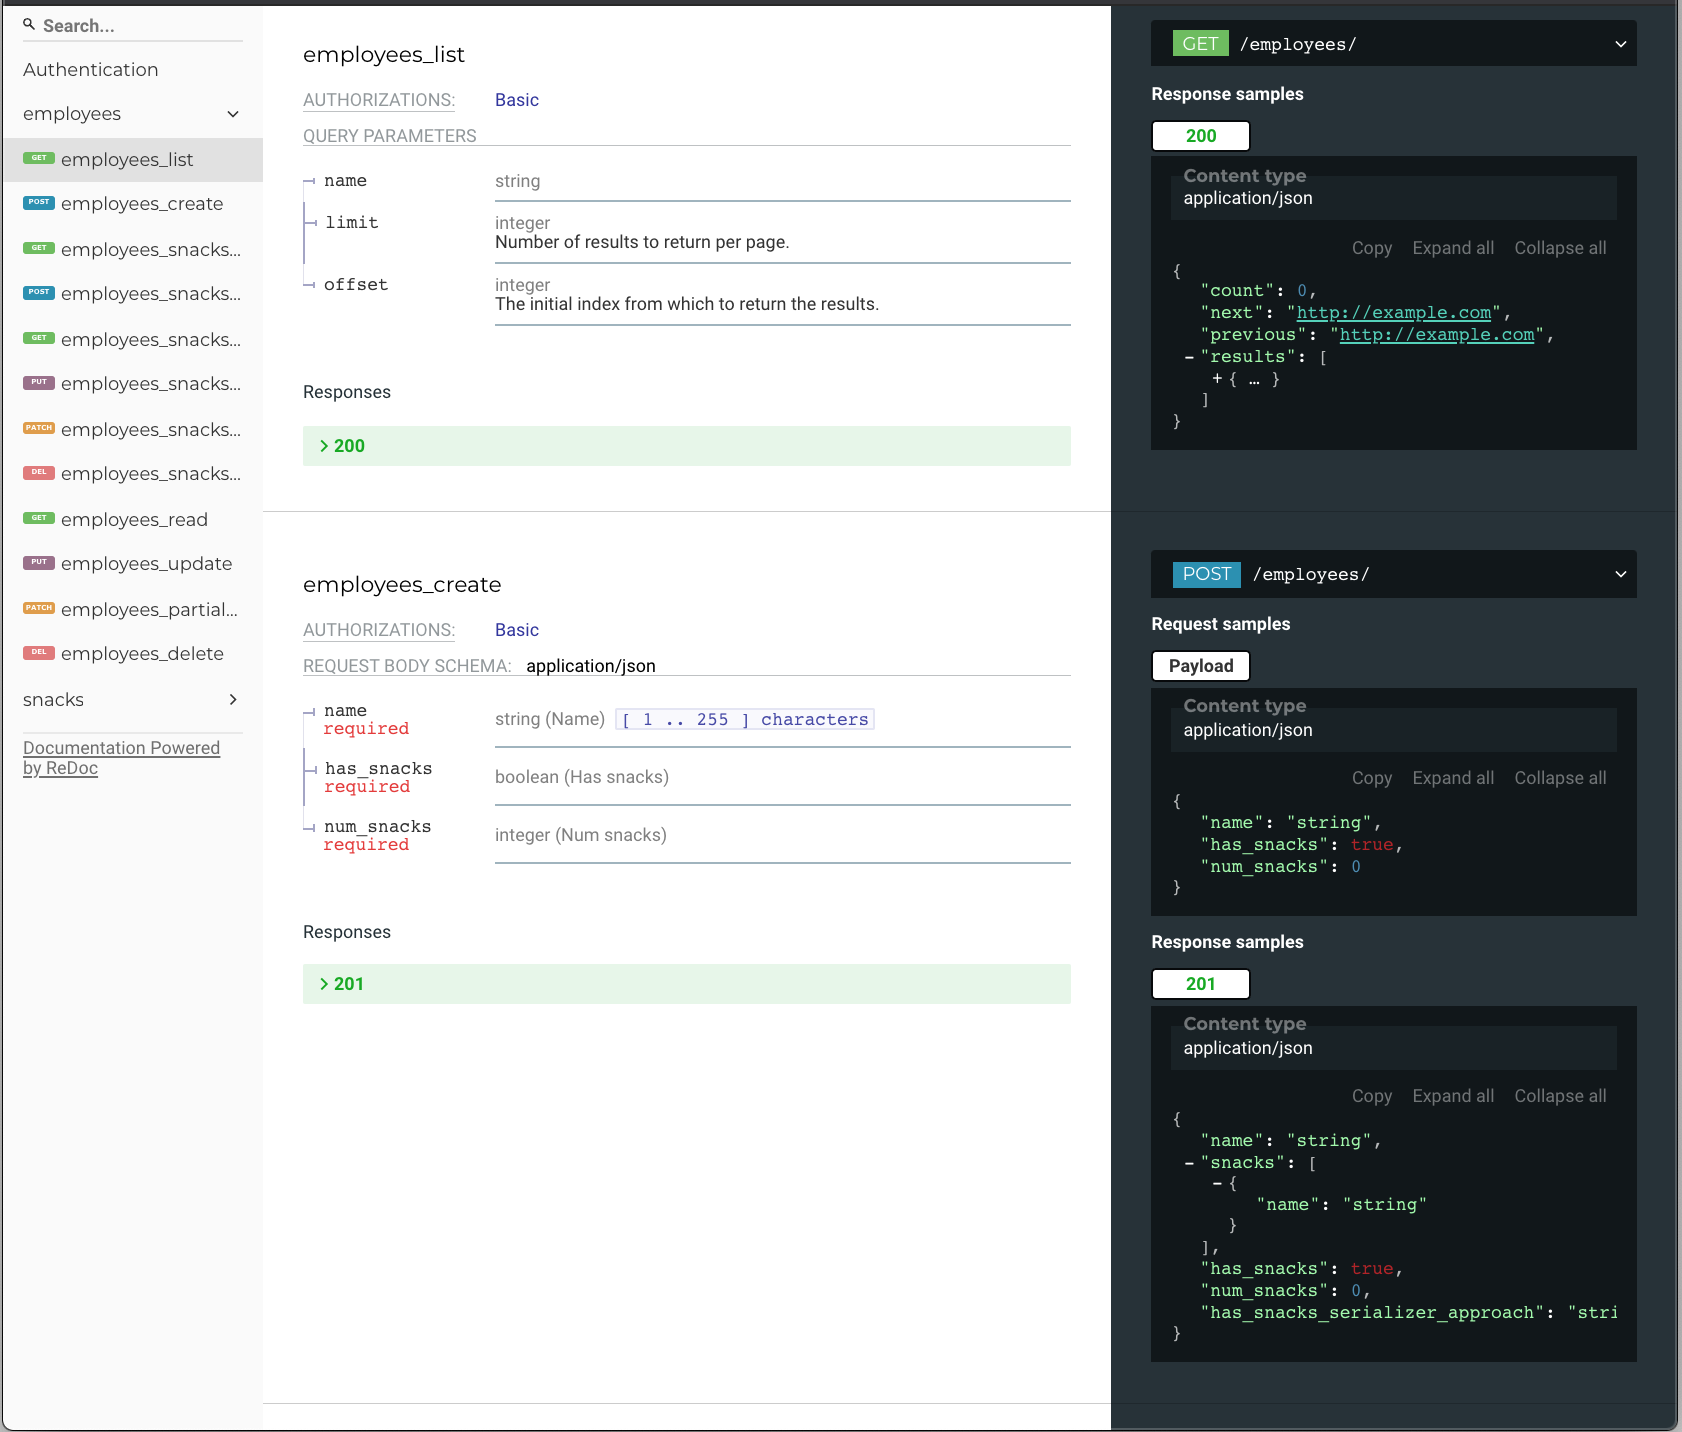 Search...
Authentication
employees
GET employees_list
POST employees_create
GET employees_snacks...
POST employees_snacks...
GET employees_snacks...
PUT employees_snacks...
PATCH employees_snacks...
DEL employees_snacks...
GET employees_read
PUT employees_update
PATCH employees_partial...
DEL employees_delete
snacks
Documentation Powered
by ReDoc
employees_list
AUTHORIZATIONS: Basic
QUERY PARAMETERS
name string
limit integer
Number of results to return per page.
offset integer
The initial index from which to return the results.
Responses
200
GET /employees/
Response samples
200
Content type
application/json
Copy Expand all Collapse all
{
"count": 0,
"next": "http://example.com",
"previous": "http://example.com",
- "results": [
+ { … }
]
}
employees_create
AUTHORIZATIONS: Basic
REQUEST BODY SCHEMA: application/json
name string (Name) [ 1 .. 255 ] characters
required
has_snacks boolean (Has snacks)
required
num_snacks integer (Num snacks)
required
Responses
201
POST /employees/
Request samples
Payload
Content type
application/json
Copy Expand all Collapse all
{
"name": "string",
"has_snacks": true,
"num_snacks": 0
}
Response samples
201
Content type
application/json
Copy Expand all Collapse all
{
"name": "string",
- "snacks": [
- {
"name": "string"
}
],
"has_snacks": true,
"num_snacks": 0,
"has_snacks_serializer_approach": "stri
}